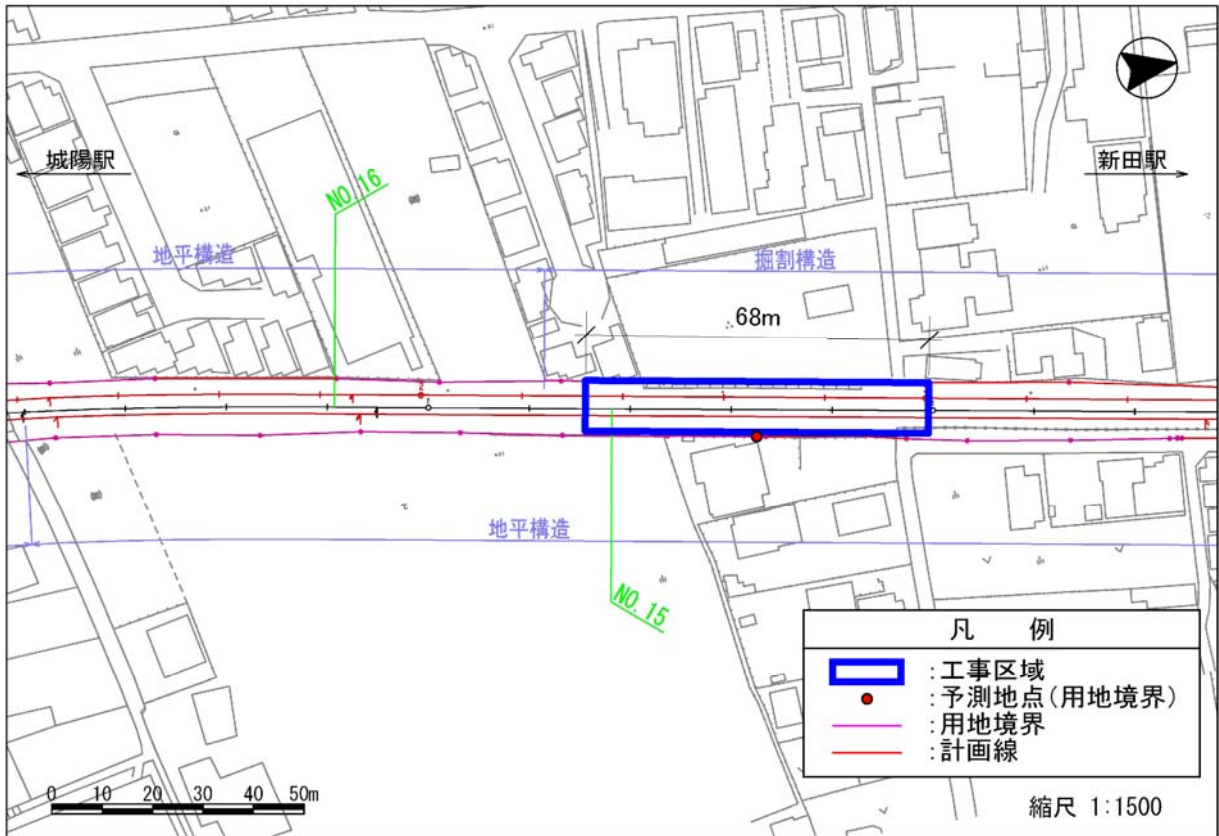 城陽駅
新田駅
NO.16
地平構造
掘割構造
68m
地平構造
NO.15
凡 例
:工事区域
:予測地点(用地境界)
:用地境界
:計画線
0 10 20 30 40 50m
縮尺 1:1500